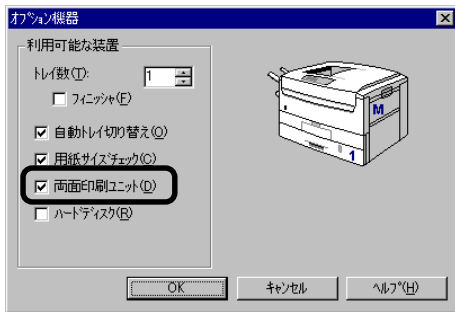 オプション機器
利用可能な装置
トレイ数(T): 1
フィニッシャ(F)
自動トレイ切り替え(O)
用紙サイズチェック(C)
両面印刷ユニット(D)
ハードディスク(R)
M
1
OK キャンセル ヘルプ(H)